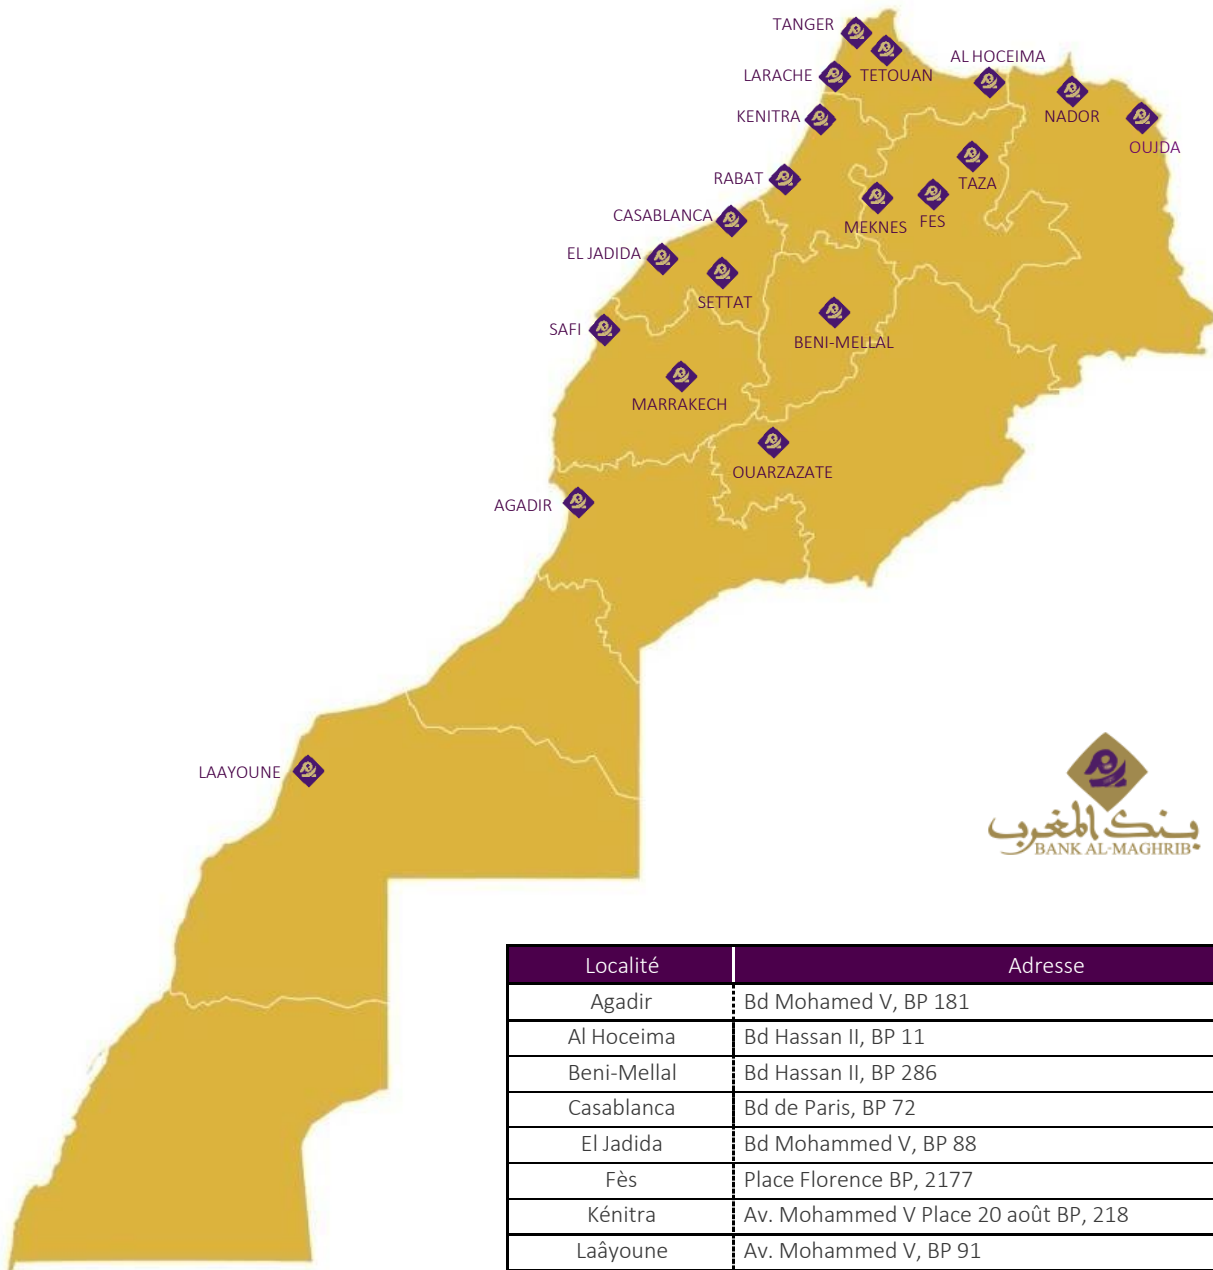 TANGER
TETOUAN
AL HOCEIMA
LARACHE
KENITRA
NADOR
OUJDA
RABAT
TAZA
CASABLANCA
MEKNES
FES
EL JADIDA
SETTAT
SAFI
BENI-MELLAL
MARRAKECH
OUARZAZATE
AGADIR
LAAYOUNE
بنك المغرب
BANK AL-MAGHRIB
Localité Adresse
Agadir Bd Mohamed V, BP 181
Al Hoceima Bd Hassan II, BP 11
Beni-Mellal Bd Hassan II, BP 286
Casablanca Bd de Paris, BP 72
El Jadida Bd Mohammed V, BP 88
Fès Place Florence BP, 2177
Kénitra Av. Mohammed V Place 20 août BP, 218
Laâyoune Av. Mohammed V, BP 91